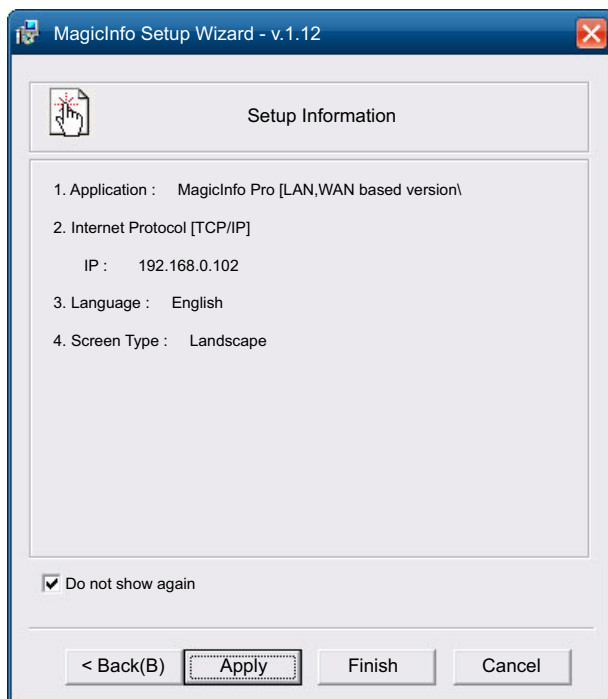 MagicInfo Setup Wizard - v.1.12
Setup Information
1. Application : MagicInfo Pro [LAN,WAN based version\
2. Internet Protocol [TCP/IP]
IP : 192.168.0.102
3. Language : English
4. Screen Type : Landscape
Do not show again
< Back(B) Apply Finish Cancel